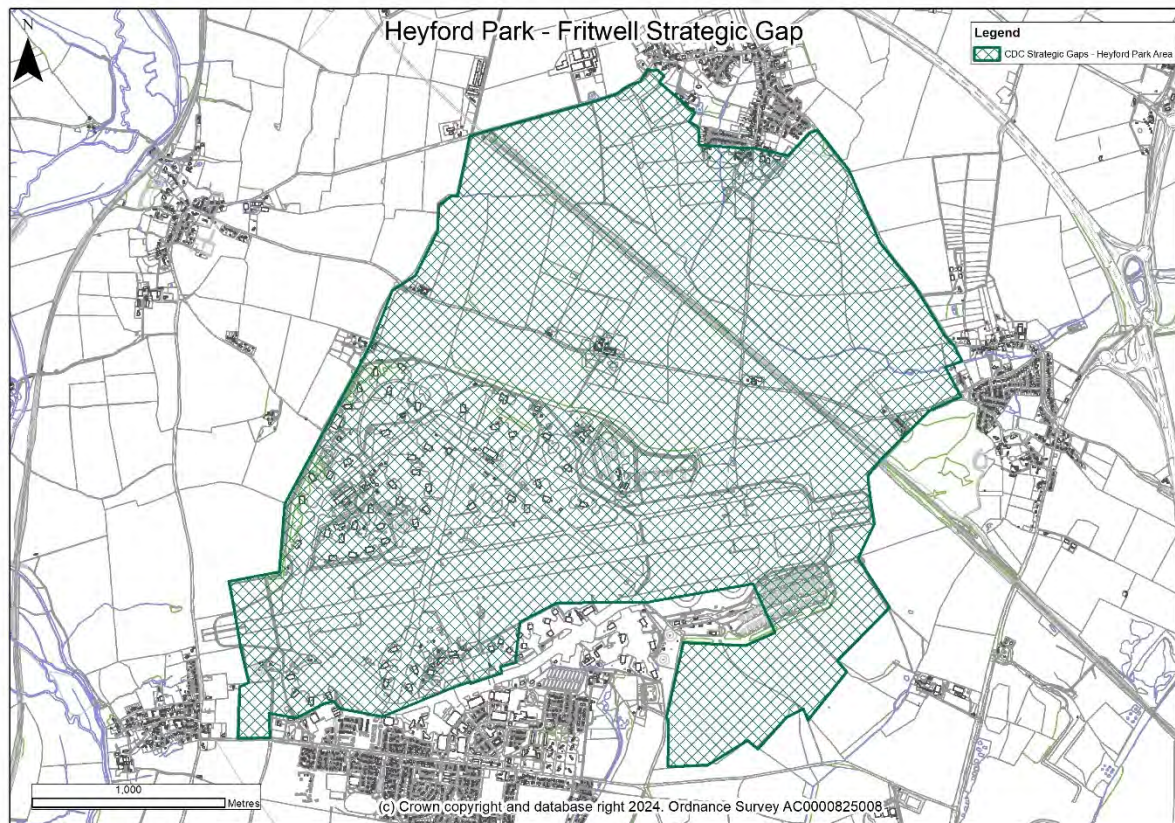 Heyford Park - Fritwell Strategic Gap
N
Legend
CDC Strategic Gaps - Heyford Park Area
1,000
Metres
(c) Crown copyright and database right 2024. Ordnance Survey AC0000825008